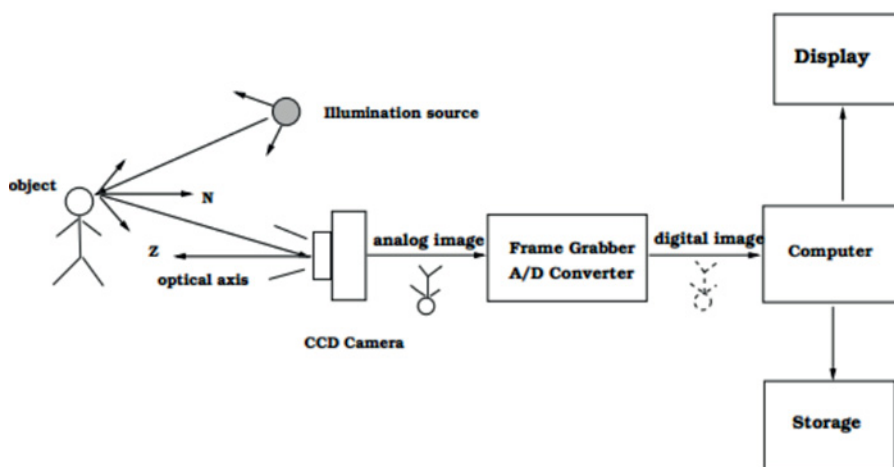 Display
Illumination source
object
N
Z
optical axis
analog image
Frame Grabber
A/D Converter
digital image
Computer
CCD Camera
Storage